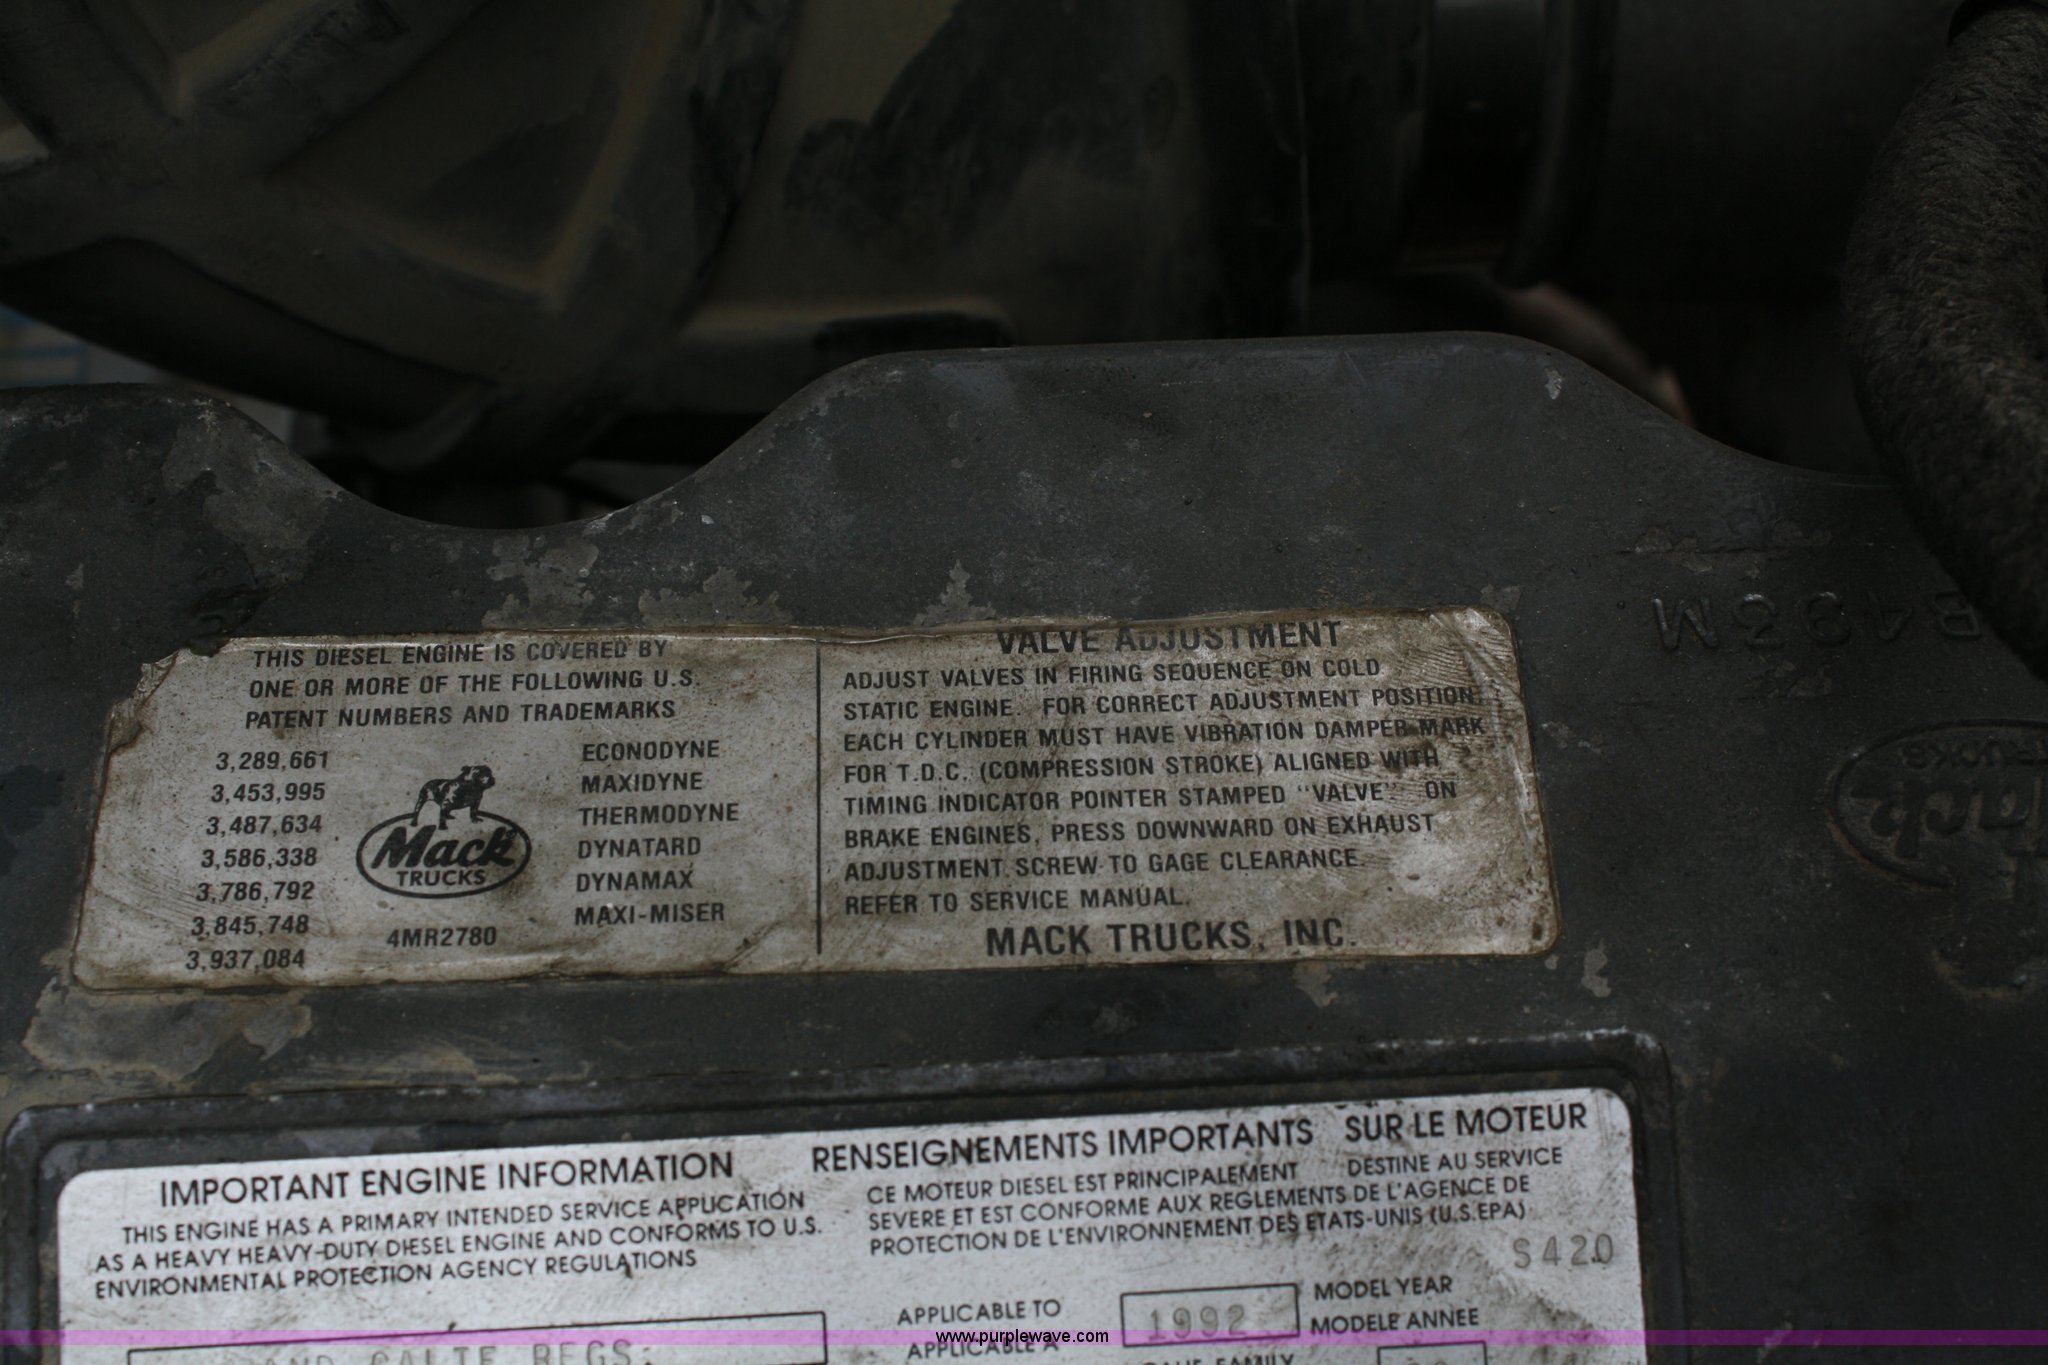 THIS DIESEL ENGINE IS COVERED BY
ONE OR MORE OF THE FOLLOWING U.S.
PATENT NUMBERS AND TRADEMARKS
3,289,661
3,453,995
3,487,634
3,586,338
3,786,792
3,845,748
3,937,084
Mack
TRUCKS
4MR2780
ECONODYNE
MAXIDYNE
THERMODYNE
DYNATARD
DYNAMAX
MAXI-MISER
VALVE ADJUSTMENT
ADJUST VALVES IN FIRING SEQUENCE ON COLD
STATIC ENGINE. FOR CORRECT ADJUSTMENT POSITION,
EACH CYLINDER MUST HAVE VIBRATION DAMPER MARK
FOR T.D.C. (COMPRESSION STROKE) ALIGNED WITH
TIMING INDICATOR POINTER STAMPED "VALVE". ON
BRAKE ENGINES, PRESS DOWNWARD ON EXHAUST
ADJUSTMENT SCREW TO GAGE CLEARANCE.
REFER TO SERVICE MANUAL.
MACK TRUCKS, INC.
B493M
Mack
TRUCKS
IMPORTANT ENGINE INFORMATION
THIS ENGINE HAS A PRIMARY INTENDED SERVICE APPLICATION
AS A HEAVY HEAVY-DUTY DIESEL ENGINE AND CONFORMS TO U.S.
ENVIRONMENTAL PROTECTION AGENCY REGULATIONS
RENSEIGNEMENTS IMPORTANTS SUR LE MOTEUR
CE MOTEUR DIESEL EST PRINCIPALEMENT DESTINE AU SERVICE
SEVERE ET EST CONFORME AUX REGLEMENTS DE L'AGENCE DE
PROTECTION DE L'ENVIRONNEMENT DES ETATS-UNIS (U.S.EPA)
S420
APPLICABLE TO
APPLICABLE A
1992
MODEL YEAR
MODELE ANNEE
AND CALIF REGS.
FAMILY
www.purplewave.com